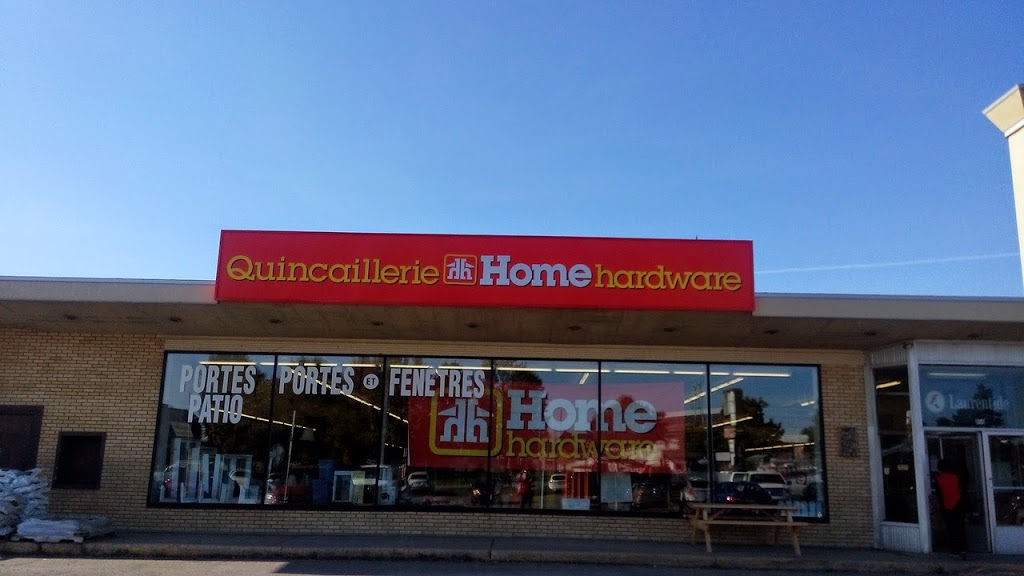 Quincaillerie Home hardware
PORTES PORTES ET FENETRES
PATIO
Home
hardware
Laurentide